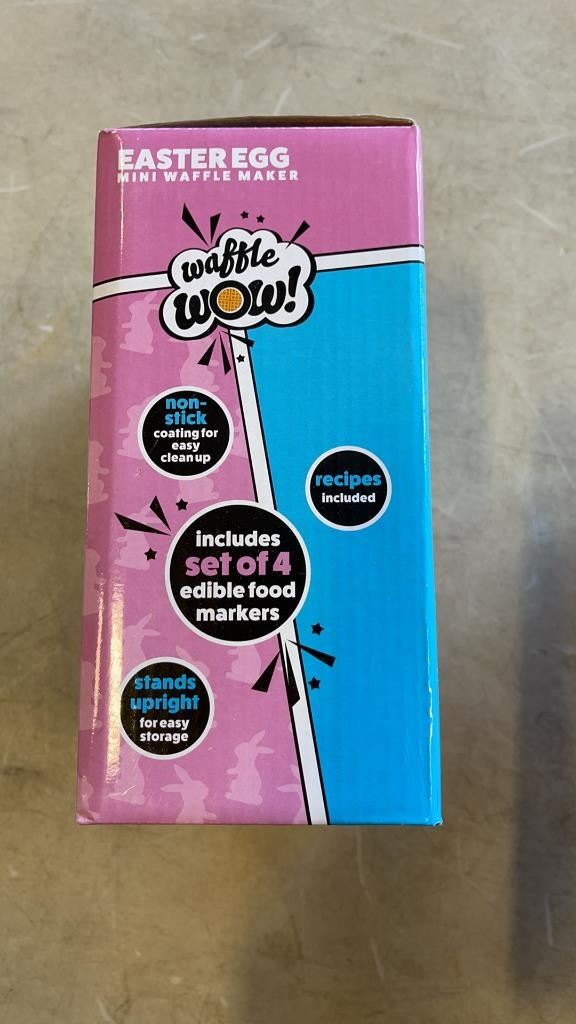 EASTER EGG
MINI WAFFLE MAKER
waffle
wow!
non-
stick
coating for
easy
clean up
recipes
included
includes
set of 4
edible food
markers
stands
upright
for easy
storage